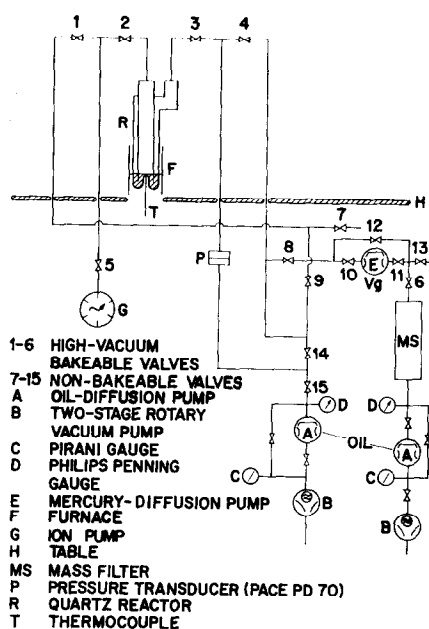 1
2
3
4
R
F
H
T
7
12
8
P
10
E
11
13
Vg
5
9
6
G
MS
14
15
D
D
A
OIL
A
C
C
B
B
1-6 HIGH-VACUUM
BAKEABLE VALVES
7-15 NON-BAKEABLE VALVES
A OIL-DIFFUSION PUMP
B TWO-STAGE ROTARY
VACUUM PUMP
C PIRANI GAUGE
D PHILIPS PENNING
GAUGE
E MERCURY-DIFFUSION PUMP
F FURNACE
G ION PUMP
H TABLE
MS MASS FILTER
P PRESSURE TRANSDUCER (PACE PD 70)
R QUARTZ REACTOR
T THERMOCOUPLE